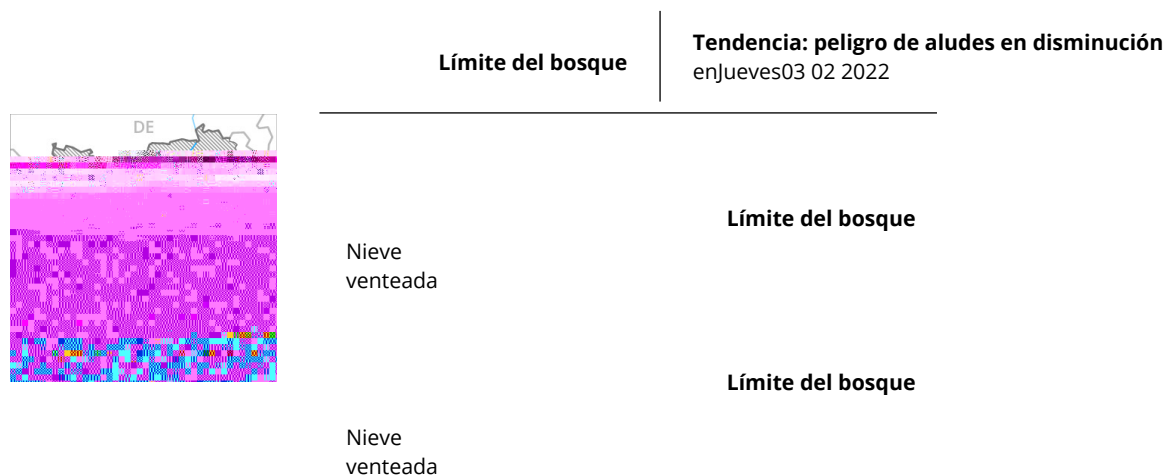 Límite del bosque
Tendencia: peligro de aludes en disminución
enJueves03 02 2022
DE
Límite del bosque
Nieve
venteada
Límite del bosque
Nieve
venteada